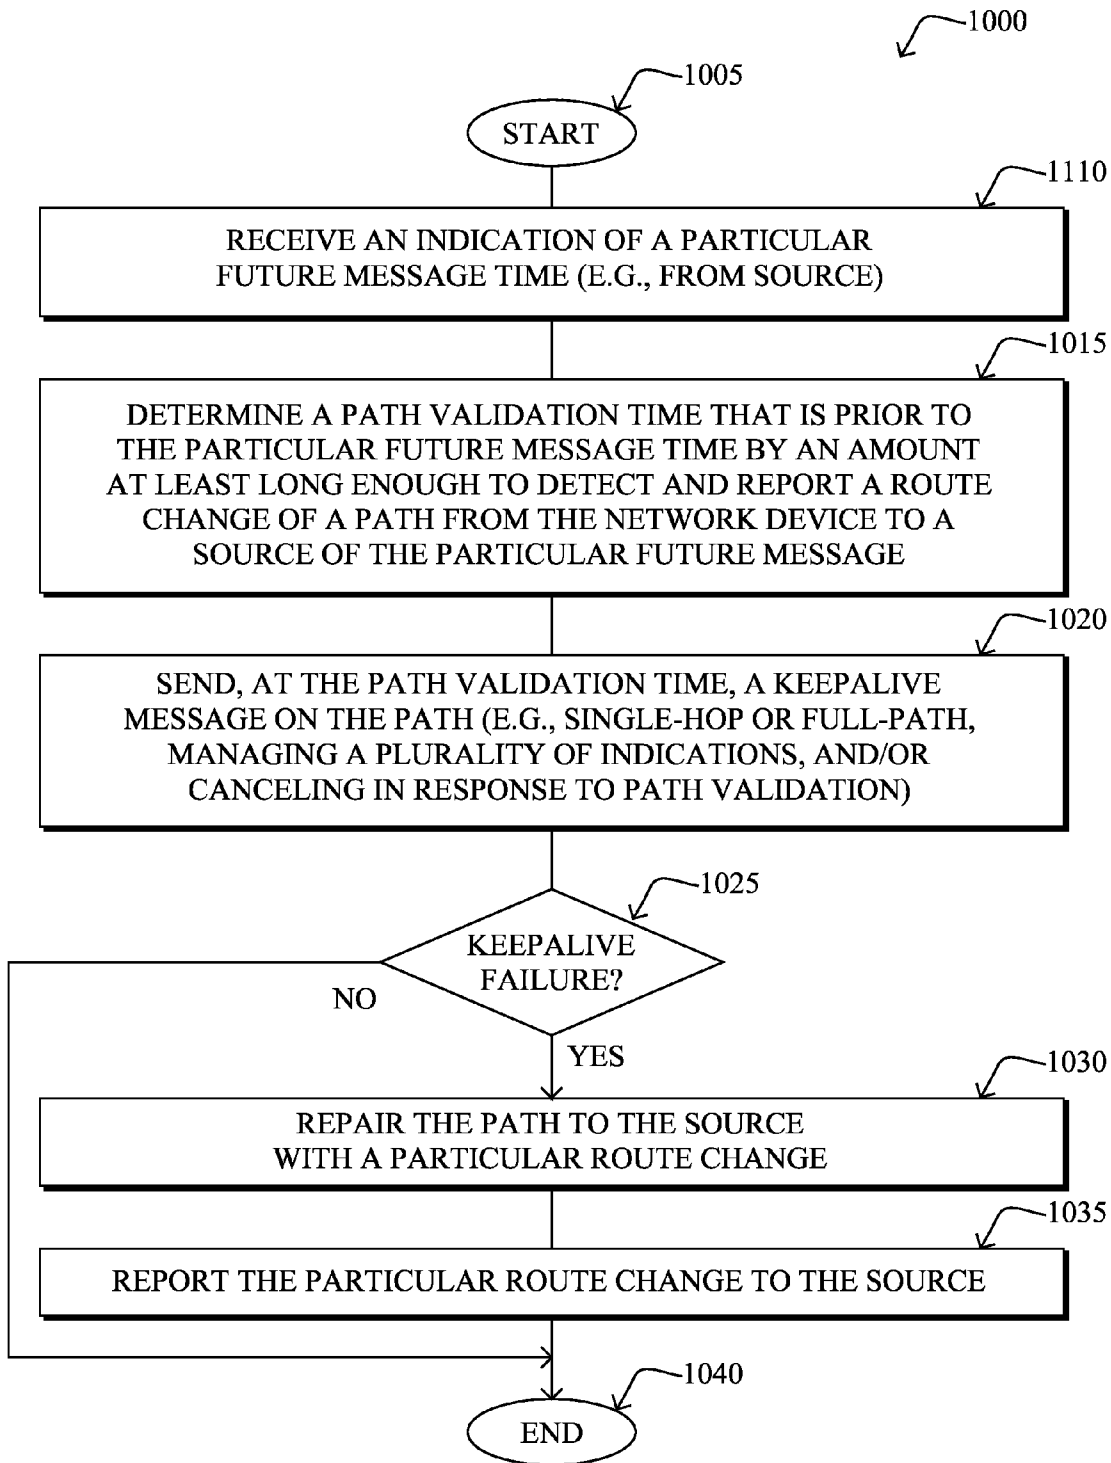 1000
1005
START
1110
RECEIVE AN INDICATION OF A PARTICULAR
FUTURE MESSAGE TIME (E.G., FROM SOURCE)
1015
DETERMINE A PATH VALIDATION TIME THAT IS PRIOR TO
THE PARTICULAR FUTURE MESSAGE TIME BY AN AMOUNT
AT LEAST LONG ENOUGH TO DETECT AND REPORT A ROUTE
CHANGE OF A PATH FROM THE NETWORK DEVICE TO A
SOURCE OF THE PARTICULAR FUTURE MESSAGE
1020
SEND, AT THE PATH VALIDATION TIME, A KEEPALIVE
MESSAGE ON THE PATH (E.G., SINGLE-HOP OR FULL-PATH,
MANAGING A PLURALITY OF INDICATIONS, AND/OR
CANCELING IN RESPONSE TO PATH VALIDATION)
1025
KEEPALIVE
FAILURE?
NO
YES
1030
REPAIR THE PATH TO THE SOURCE
WITH A PARTICULAR ROUTE CHANGE
1035
REPORT THE PARTICULAR ROUTE CHANGE TO THE SOURCE
1040
END